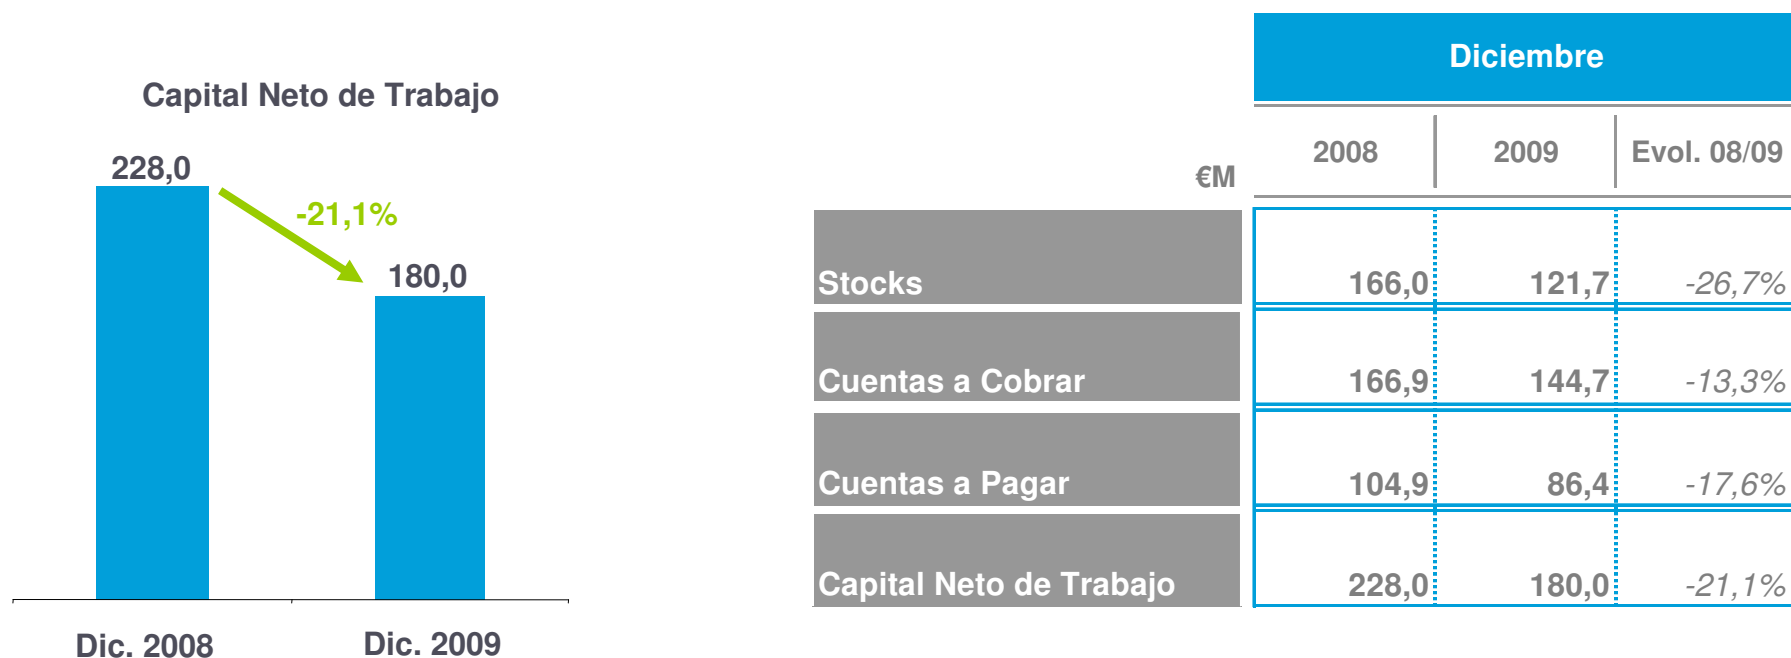 Capital Neto de Trabajo
228,0
-21,1%
180,0
Dic. 2008
Dic. 2009
Diciembre
€M 2008 2009 Evol. 08/09
Stocks 166,0 121,7 -26,7%
Cuentas a Cobrar 166,9 144,7 -13,3%
Cuentas a Pagar 104,9 86,4 -17,6%
Capital Neto de Trabajo 228,0 180,0 -21,1%